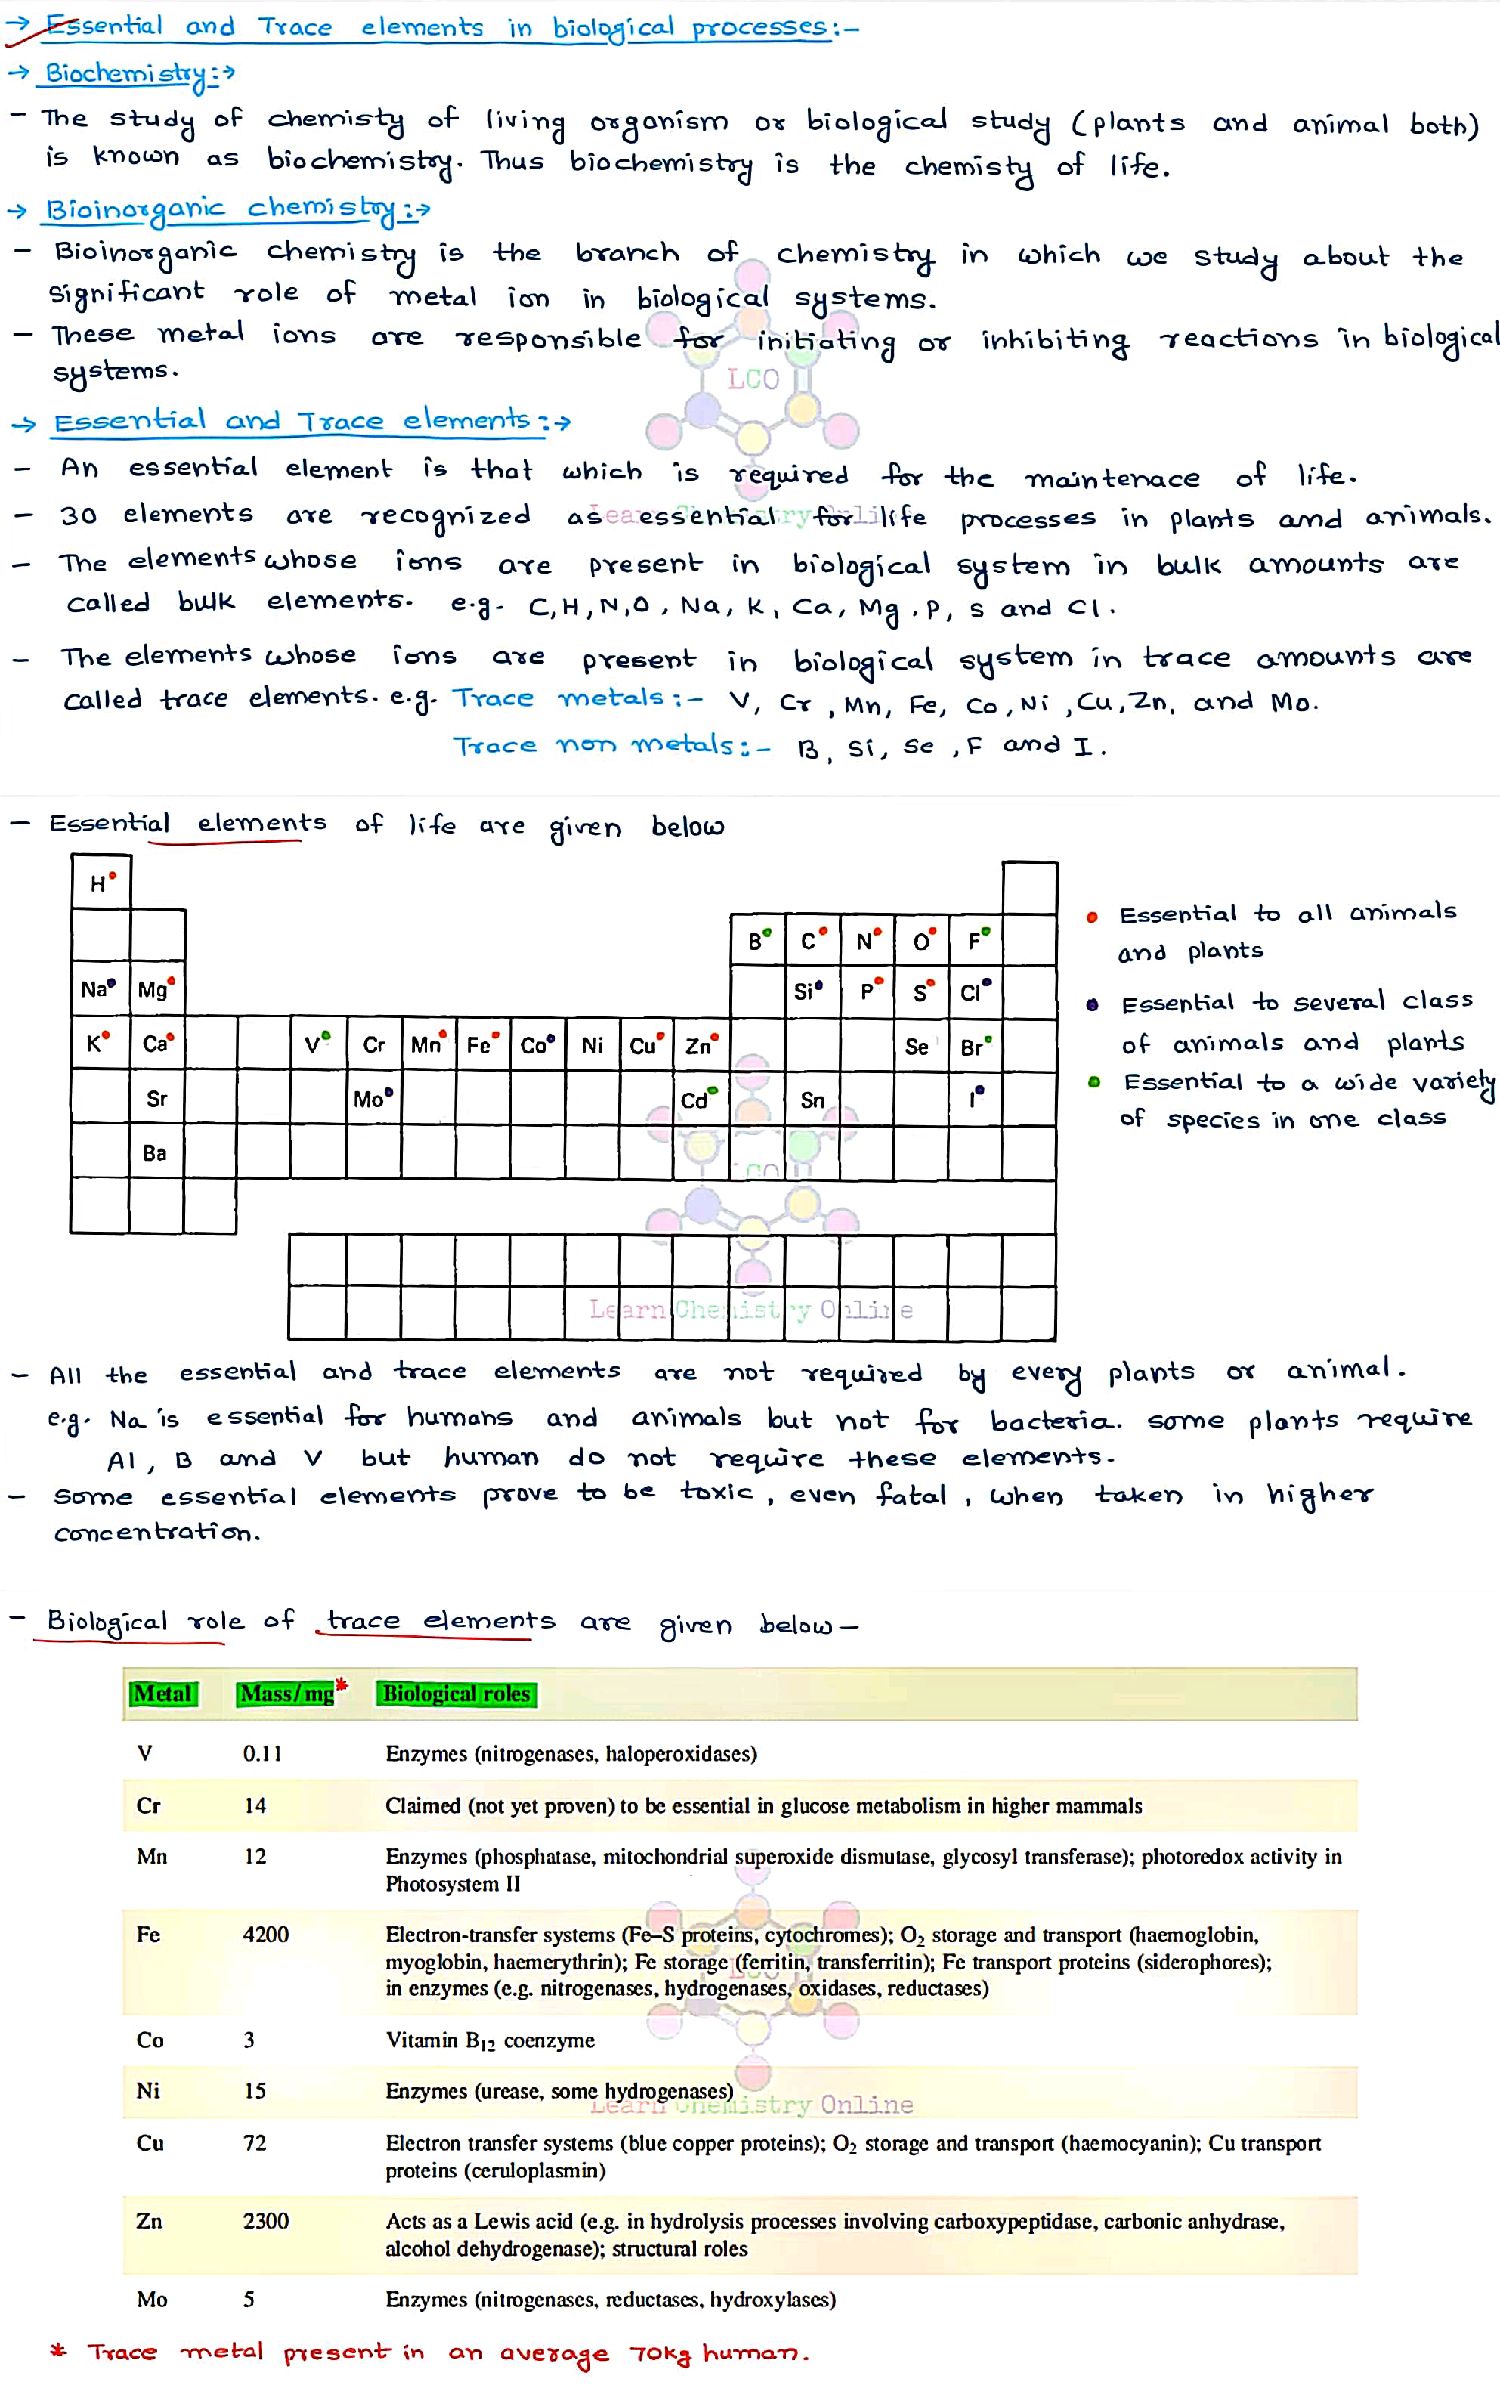 → Essential and Trace elements in biological processes:-
→ Biochemistry:→
- The study of chemisty of living organism or biological study (plants and animal both)
is known as biochemistry. Thus biochemistry is the chemisty of life.
→ Bioinorganic chemistry:→
- Bioinorganic chemistry is the branch of chemistry in which we study about the
significant role of metal ion in biological systems.
- These metal ions are responsible for initiating or inhibiting reactions in biological
systems.
LCO
→ Essential and Trace elements:→
- An essential element is that which is required for the maintenace of life.
- 30 elements are recognized as essential for life processes in plants and animals.
Learn Chemistry Online
- The elements whose ions are present in biological system in bulk amounts are
called bulk elements. e.g. C, H, N, O, Na, K, Ca, Mg, P, S and Cl.
- The elements whose ions are present in biological system in trace amounts are
called trace elements. e.g. Trace metals:- V, Cr, Mn, Fe, Co, Ni, Cu, Zn, and Mo.
Trace non metals:- B, Si, Se, F and I.
- Essential elements of life are given below
H
B C N O F
Na Mg Si P S Cl
K Ca V Cr Mn Fe Co Ni Cu Zn Se Br
Sr Mo Cd Sn I
Ba
LCO
Learn Chemistry Online
• Essential to all animals
and plants
• Essential to several class
of animals and plants
• Essential to a wide variety
of species in one class
- All the essential and trace elements are not required by every plants or animal.
e.g. Na is essential for humans and animals but not for bacteria. some plants require
Al, B and V but human do not require these elements.
- Some essential elements prove to be toxic, even fatal, when taken in higher
concentration.
- Biological role of trace elements are given below-
Metal Mass/mg* Biological roles
V 0.11 Enzymes (nitrogenases, haloperoxidases)
Cr 14 Claimed (not yet proven) to be essential in glucose metabolism in higher mammals
Mn 12 Enzymes (phosphatase, mitochondrial superoxide dismutase, glycosyl transferase); photoredox activity in
Photosystem II
Fe 4200 Electron-transfer systems (Fe–S proteins, cytochromes); O₂ storage and transport (haemoglobin,
myoglobin, haemerythrin); Fe storage (ferritin, transferritin); Fe transport proteins (siderophores);
in enzymes (e.g. nitrogenases, hydrogenases, oxidases, reductases)
LCO
Co 3 Vitamin B₁₂ coenzyme
Ni 15 Enzymes (urease, some hydrogenases)
Learn Chemistry Online
Cu 72 Electron transfer systems (blue copper proteins); O₂ storage and transport (haemocyanin); Cu transport
proteins (ceruloplasmin)
Zn 2300 Acts as a Lewis acid (e.g. in hydrolysis processes involving carboxypeptidase, carbonic anhydrase,
alcohol dehydrogenase); structural roles
Mo 5 Enzymes (nitrogenases, reductases, hydroxylases)
* Trace metal present in an average 70kg human.